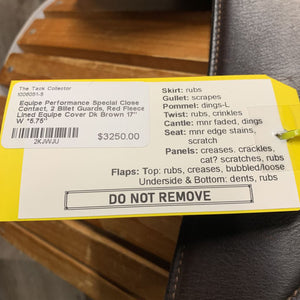 The Tack Collector
1006051-5
Equipe Performance Special Close
Contact, 2 Billet Guards, Red Fleece
Lined Equipe Cover Dk Brown 17"
W *5.75"
$3250.00
2KJWJU
Skirt: rubs
Gullet: scrapes
Pommel: dings-L
Twist: rubs, crinkles
Cantle: mnr faded, dings
Seat: mnr edge stains,
scratch
Panels: creases. crackles,
cat? scratches, rubs
Flaps: Top: rubs, creases, bubbled/loose
Underside & Bottom: dents, rubs
DO NOT REMOVE